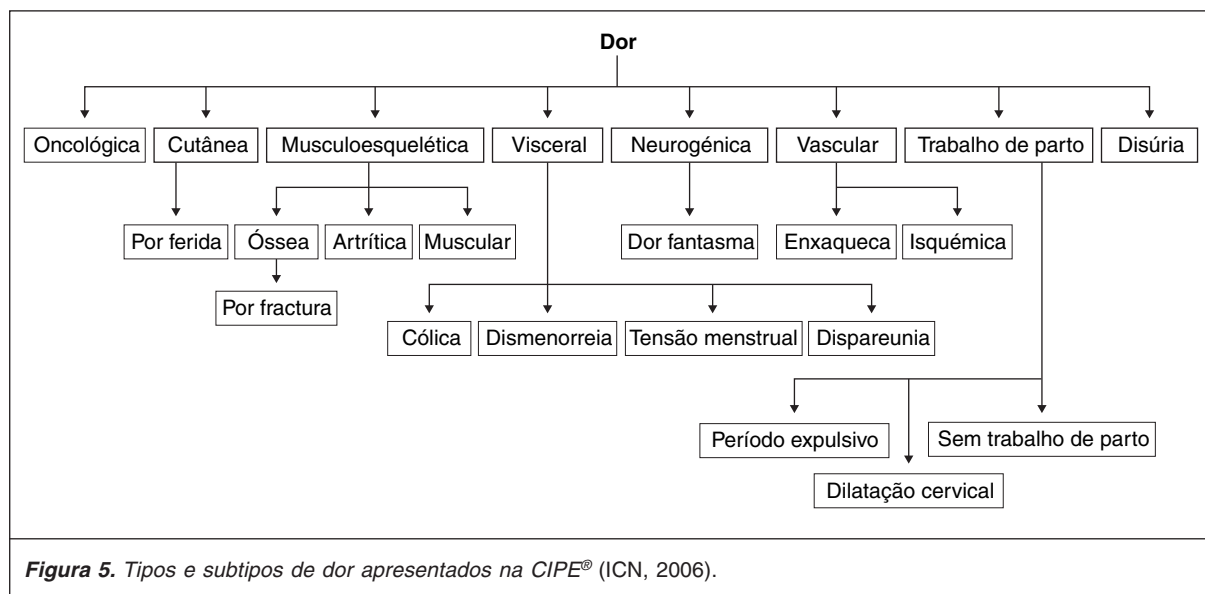 Dor
Oncológica Cutânea Musculoesquelética Visceral Neurogénica Vascular Trabalho de parto Disúria
Por ferida Óssea Artrítica Muscular Dor fantasma Enxaqueca Isquémica
Por fractura
Cólica Dismenorreia Tensão menstrual Dispareunia
Período expulsivo Sem trabalho de parto
Dilatação cervical
Figura 5. Tipos e subtipos de dor apresentados na CIPE® (ICN, 2006).